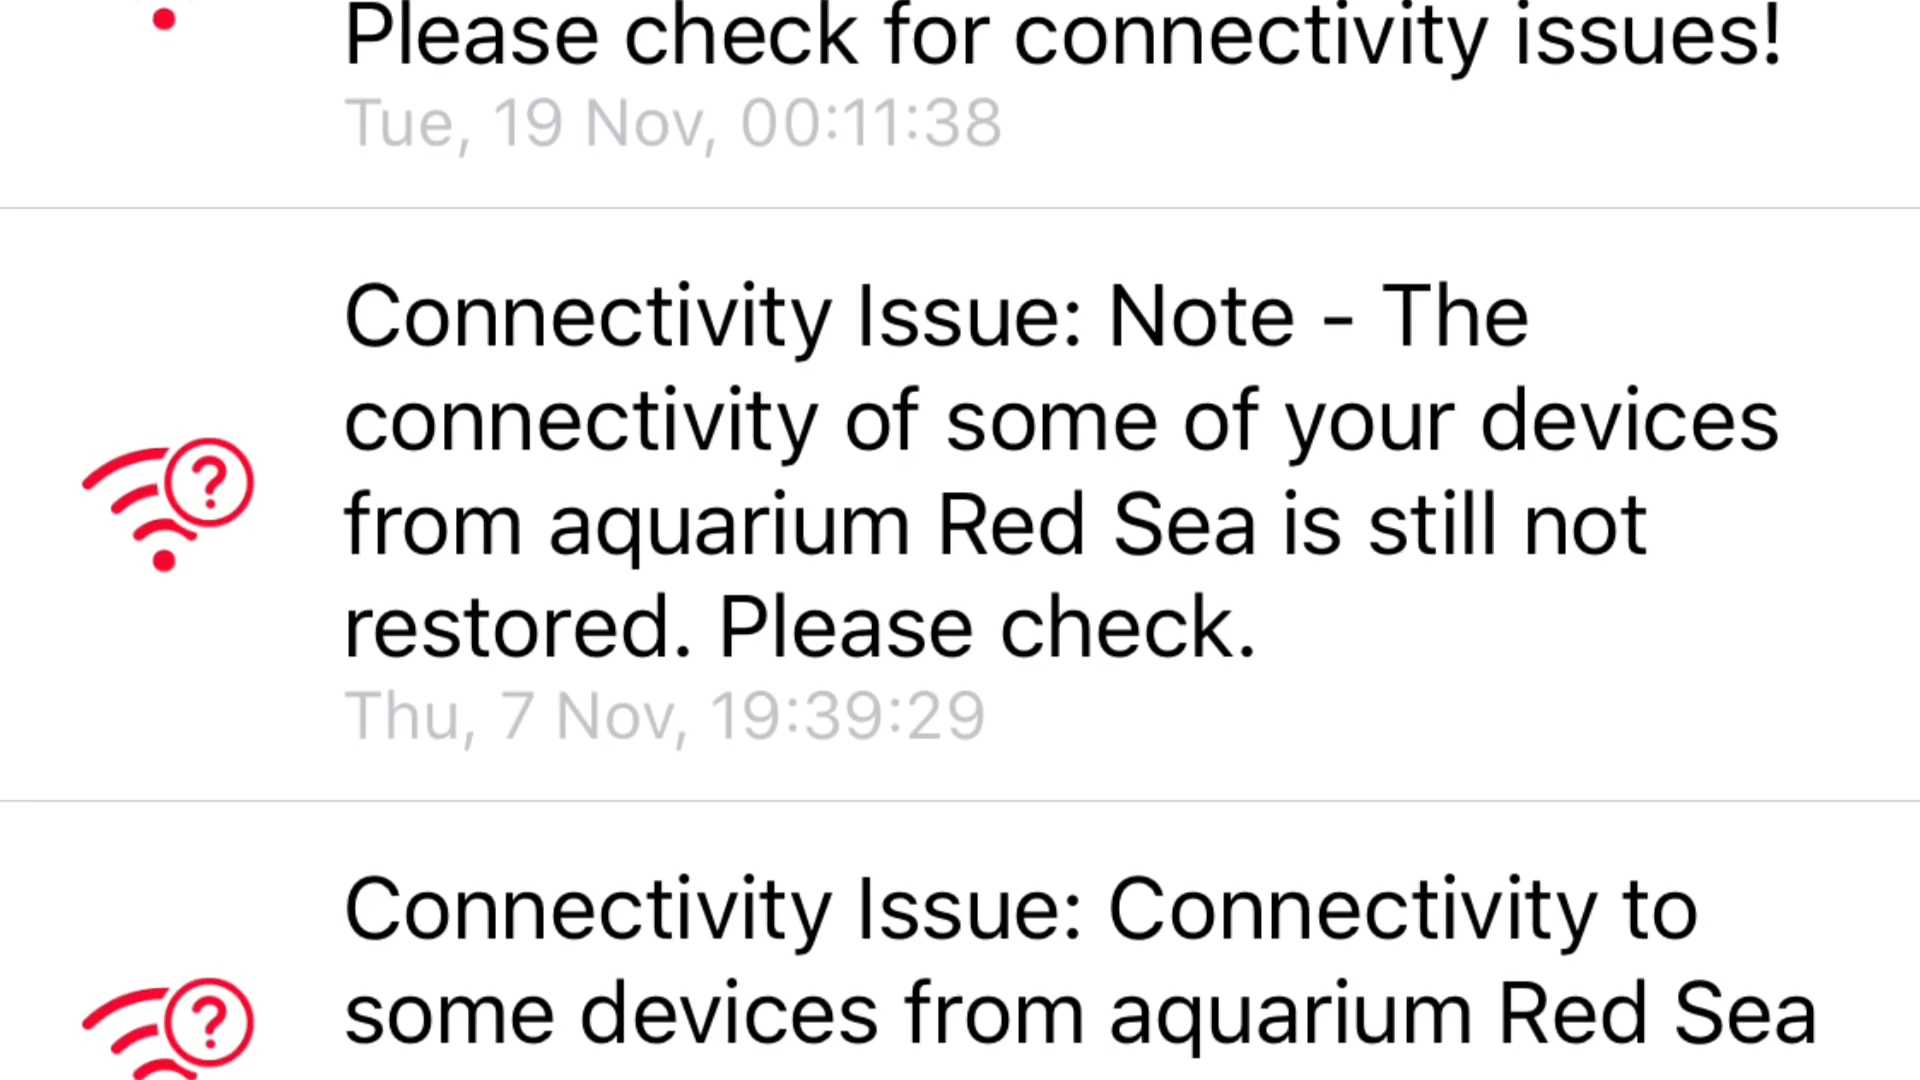 Please check for connectivity issues!
Tue, 19 Nov, 00:11:38
Connectivity Issue: Note - The
connectivity of some of your devices
from aquarium Red Sea is still not
restored. Please check.
Thu, 7 Nov, 19:39:29
Connectivity Issue: Connectivity to
some devices from aquarium Red Sea